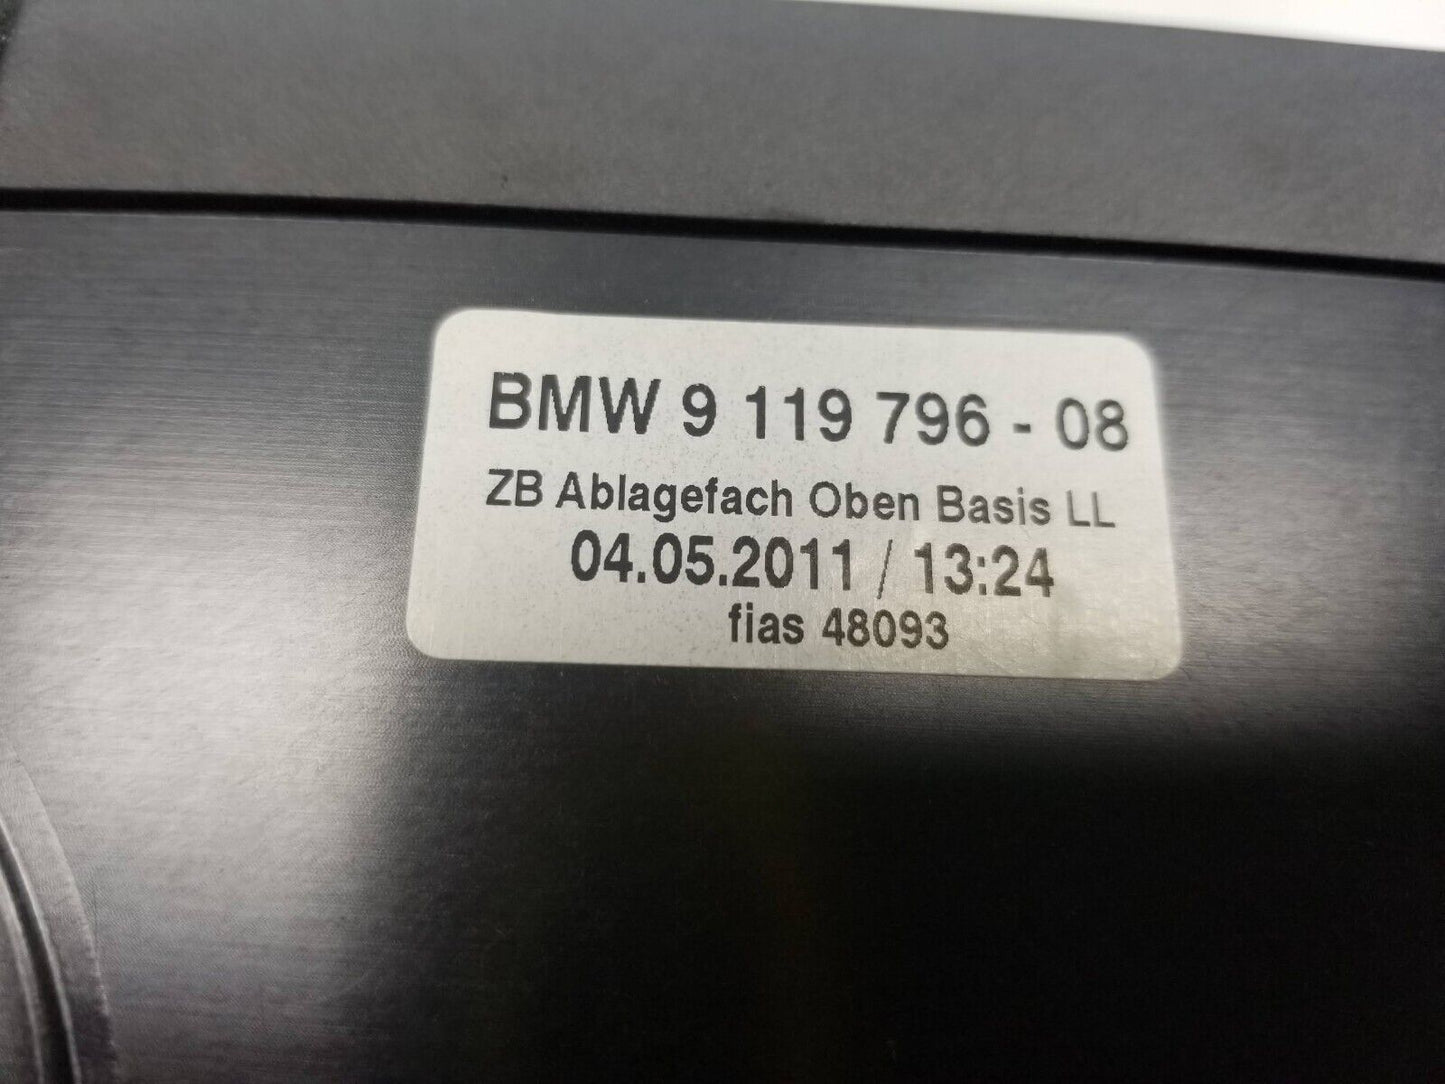 BMW 9 119 796 - 08
ZB Ablagefach Oben Basis LL
04.05.2011 / 13:24
fias 48093